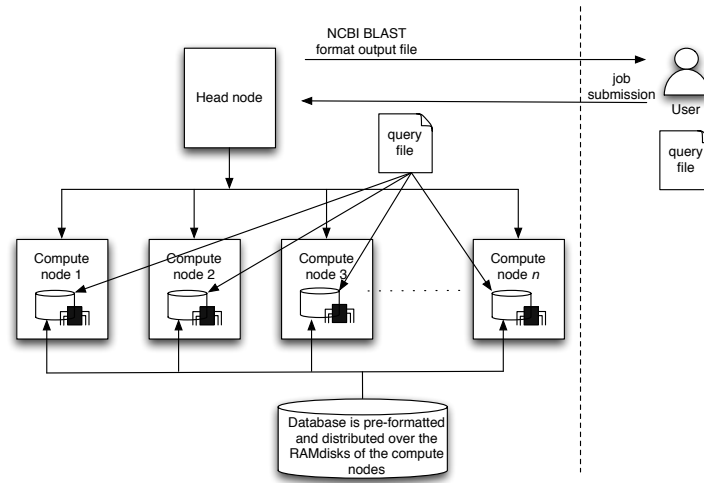 NCBI BLAST
format output file
Head node
job
submission
User
query
file
query
file
Compute
node 1
Compute
node 2
Compute
node 3
Compute
node n
Database is pre-formatted
and distributed over the
RAMdisks of the compute
nodes